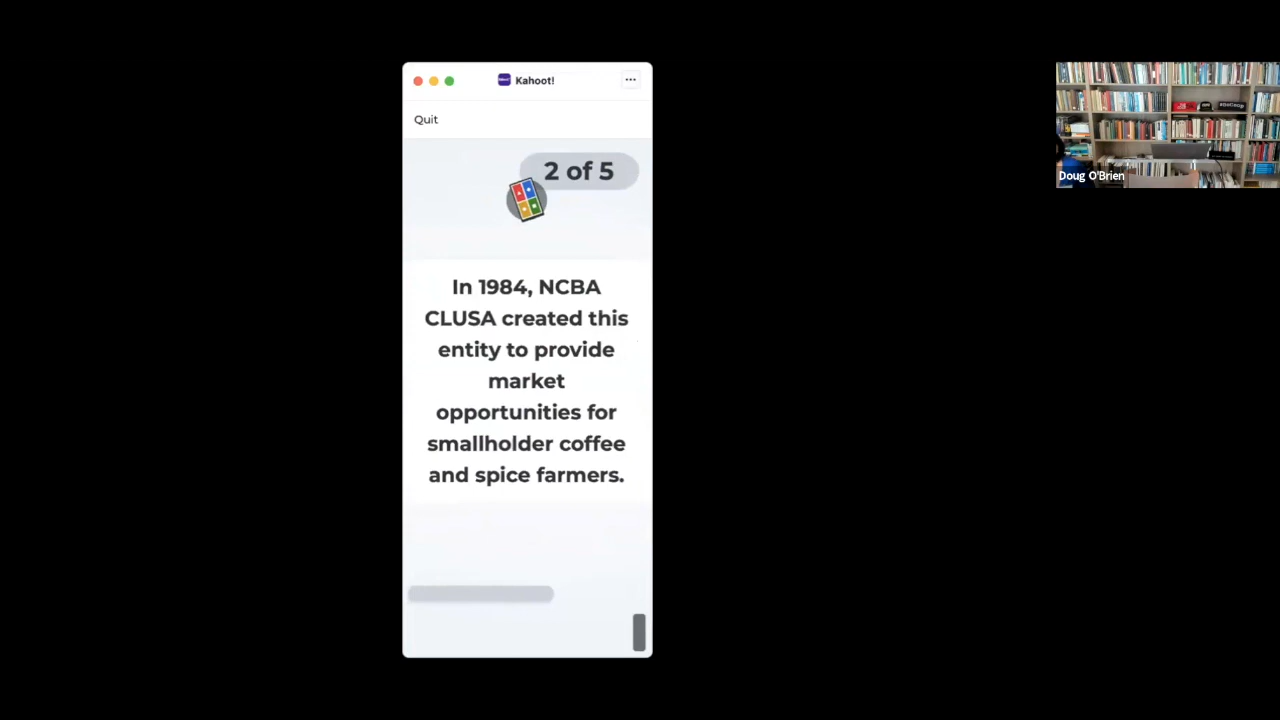 Kahoot!
Quit
2 of 5
In 1984, NCBA
CLUSA created this
entity to provide
market
opportunities for
smallholder coffee
and spice farmers.
Doug O'Brien